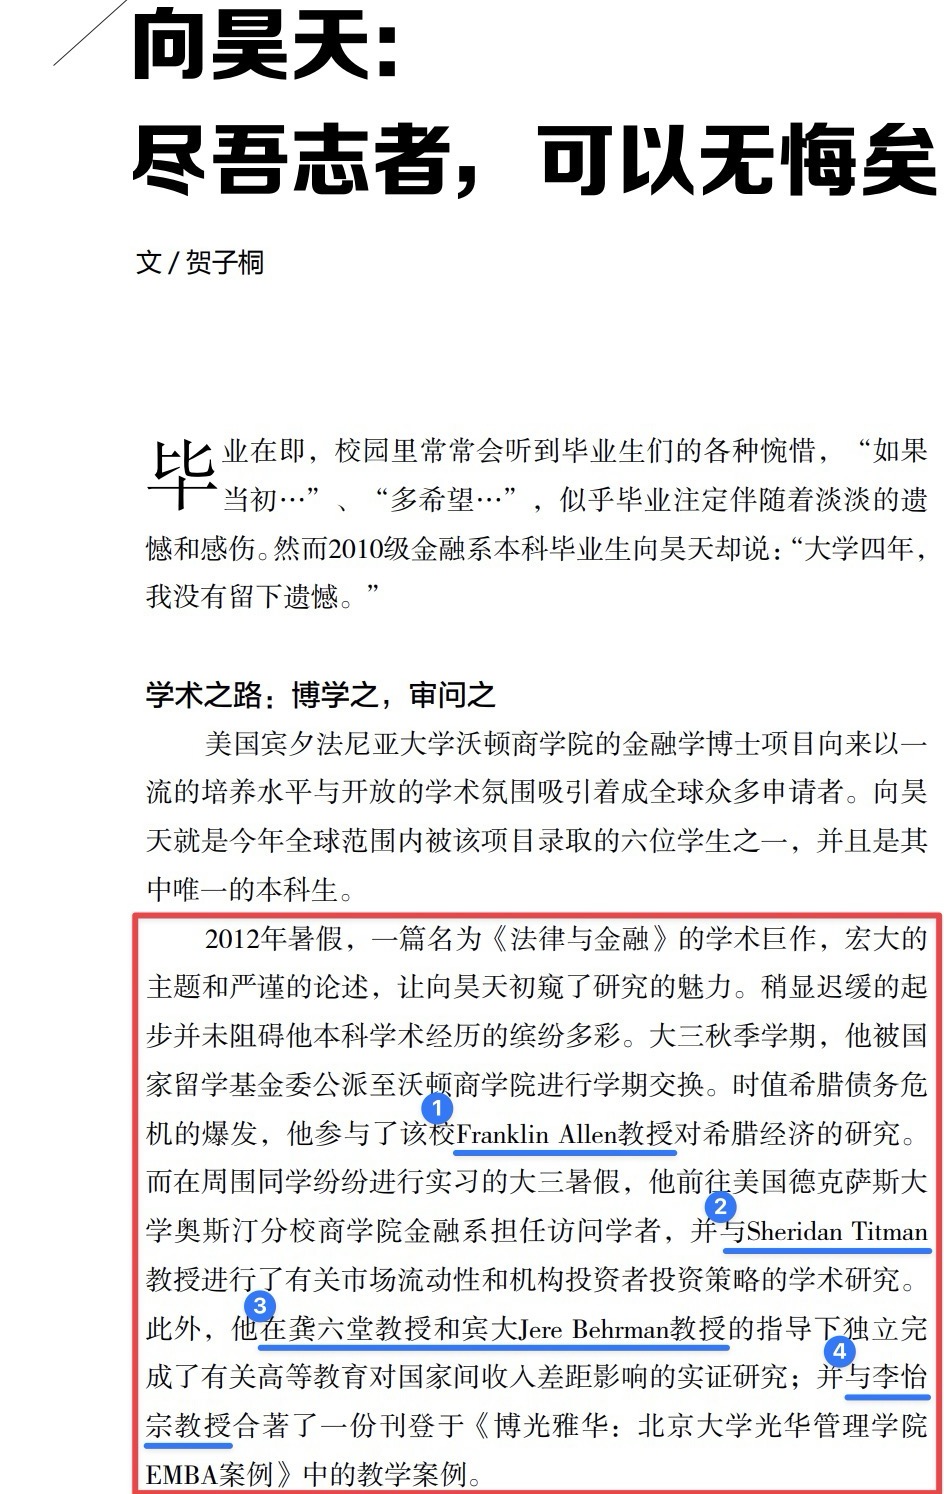 向昊天：
尽吾志者，可以无悔矣
文 / 贺子桐
毕业在即，校园里常常会听到毕业生们的各种惋惜，“如果
当初…”、“多希望…”，似乎毕业注定伴随着淡淡的遗
憾和感伤。然而2010级金融系本科毕业生向昊天却说：“大学四年，
我没有留下遗憾。”
学术之路：博学之，审问之
美国宾夕法尼亚大学沃顿商学院的金融学博士项目向来以一
流的培养水平与开放的学术氛围吸引着成全球众多申请者。向昊
天就是今年全球范围内被该项目录取的六位学生之一，并且是其
中唯一的本科生。
2012年暑假，一篇名为《法律与金融》的学术巨作，宏大的
主题和严谨的论述，让向昊天初窥了研究的魅力。稍显迟缓的起
步并未阻碍他本科学术经历的缤纷多彩。大三秋季学期，他被国
家留学基金委公派至沃顿商学院进行学期交换。时值希腊债务危
1
机的爆发，他参与了该校Franklin Allen教授对希腊经济的研究。
而在周围同学纷纷进行实习的大三暑假，他前往美国德克萨斯大
2
学奥斯汀分校商学院金融系担任访问学者，并与Sheridan Titman
教授进行了有关市场流动性和机构投资者投资策略的学术研究。
3
此外，他在龚六堂教授和宾大Jere Behrman教授的指导下独立完
4
成了有关高等教育对国家间收入差距影响的实证研究；并与李怡
宗教授合著了一份刊登于《博光雅华：北京大学光华管理学院
EMBA案例》中的教学案例。